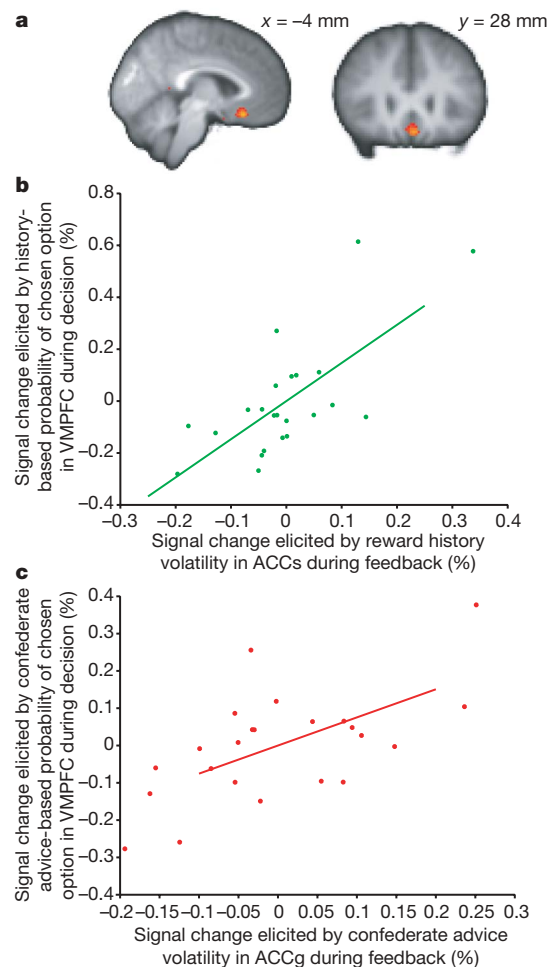 a
x = –4 mm
y = 28 mm
b
Signal change elicited by history-
based probability of chosen option
in VMPFC during decision (%)
0.8
0.6
0.4
0.2
0
–0.2
–0.4
–0.3
–0.2
–0.1
0
0.1
0.2
0.3
0.4
Signal change elicited by reward history
volatility in ACCs during feedback (%)
c
Signal change elicited by confederate
advice-based probability of chosen
option in VMPFC during decision (%)
0.4
0.3
0.2
0.1
0
–0.1
–0.2
–0.3
0.4
–0.2
–0.15
–0.1
–0.05
0
0.05
0.1
0.15
0.2
0.25
0.3
Signal change elicited by confederate advice
volatility in ACCg during feedback (%)